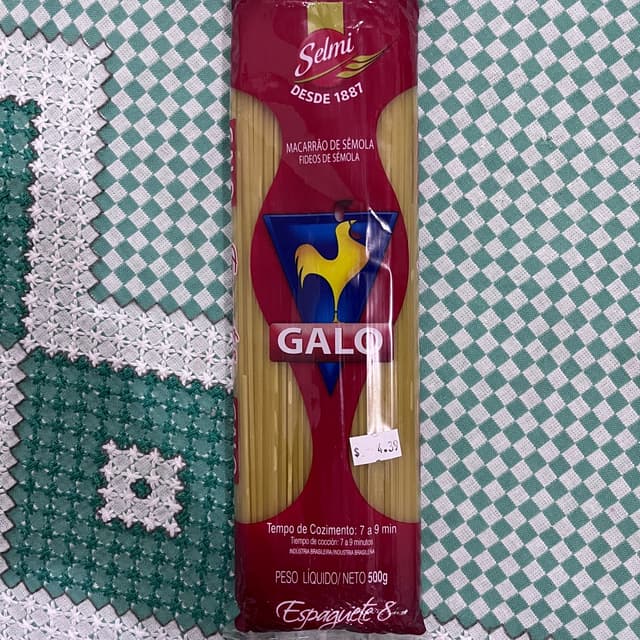 Selmi
DESDE 1887
MACARRÃO DE SÊMOLA
FIDEOS DE SÉMOLA
GALO
$ 4.39
Tempo de Cozimento: 7 a 9 min
Tiempo de cocción: 7 a 9 minutos
INDÚSTRIA BRASILEIRA/INDUSTRIA BRASILEÑA
PESO LÍQUIDO/NETO 500g
Espaguete 8